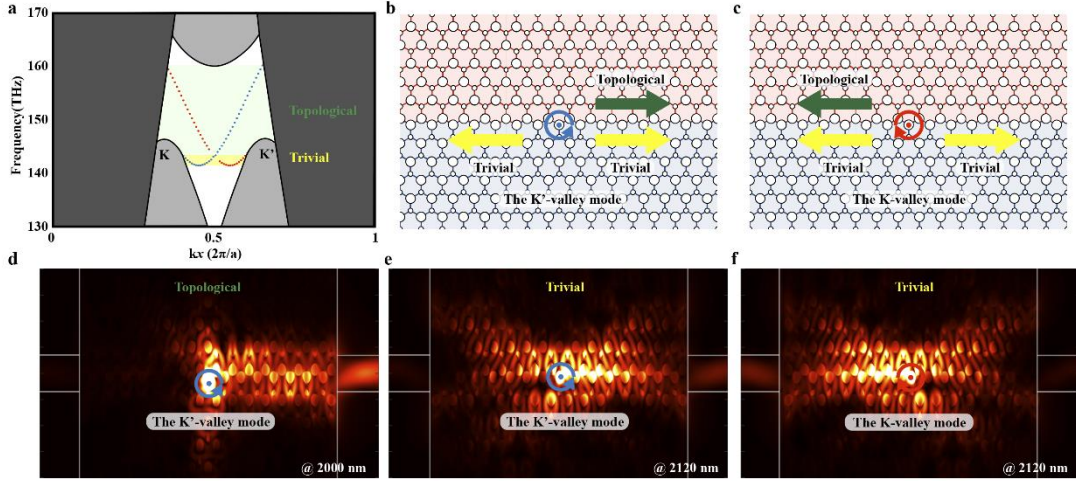 a
170
160
150
140
130
Frequency(THz)
Topological
Trivial
K
K'
0
0.5
1
kx (2π/a)
b
Topological
Trivial
Trivial
The K'-valley mode
c
Topological
Trivial
Trivial
The K-valley mode
d
Topological
The K'-valley mode
@ 2000 nm
e
Trivial
The K'-valley mode
@ 2120 nm
f
Trivial
The K-valley mode
@ 2120 nm